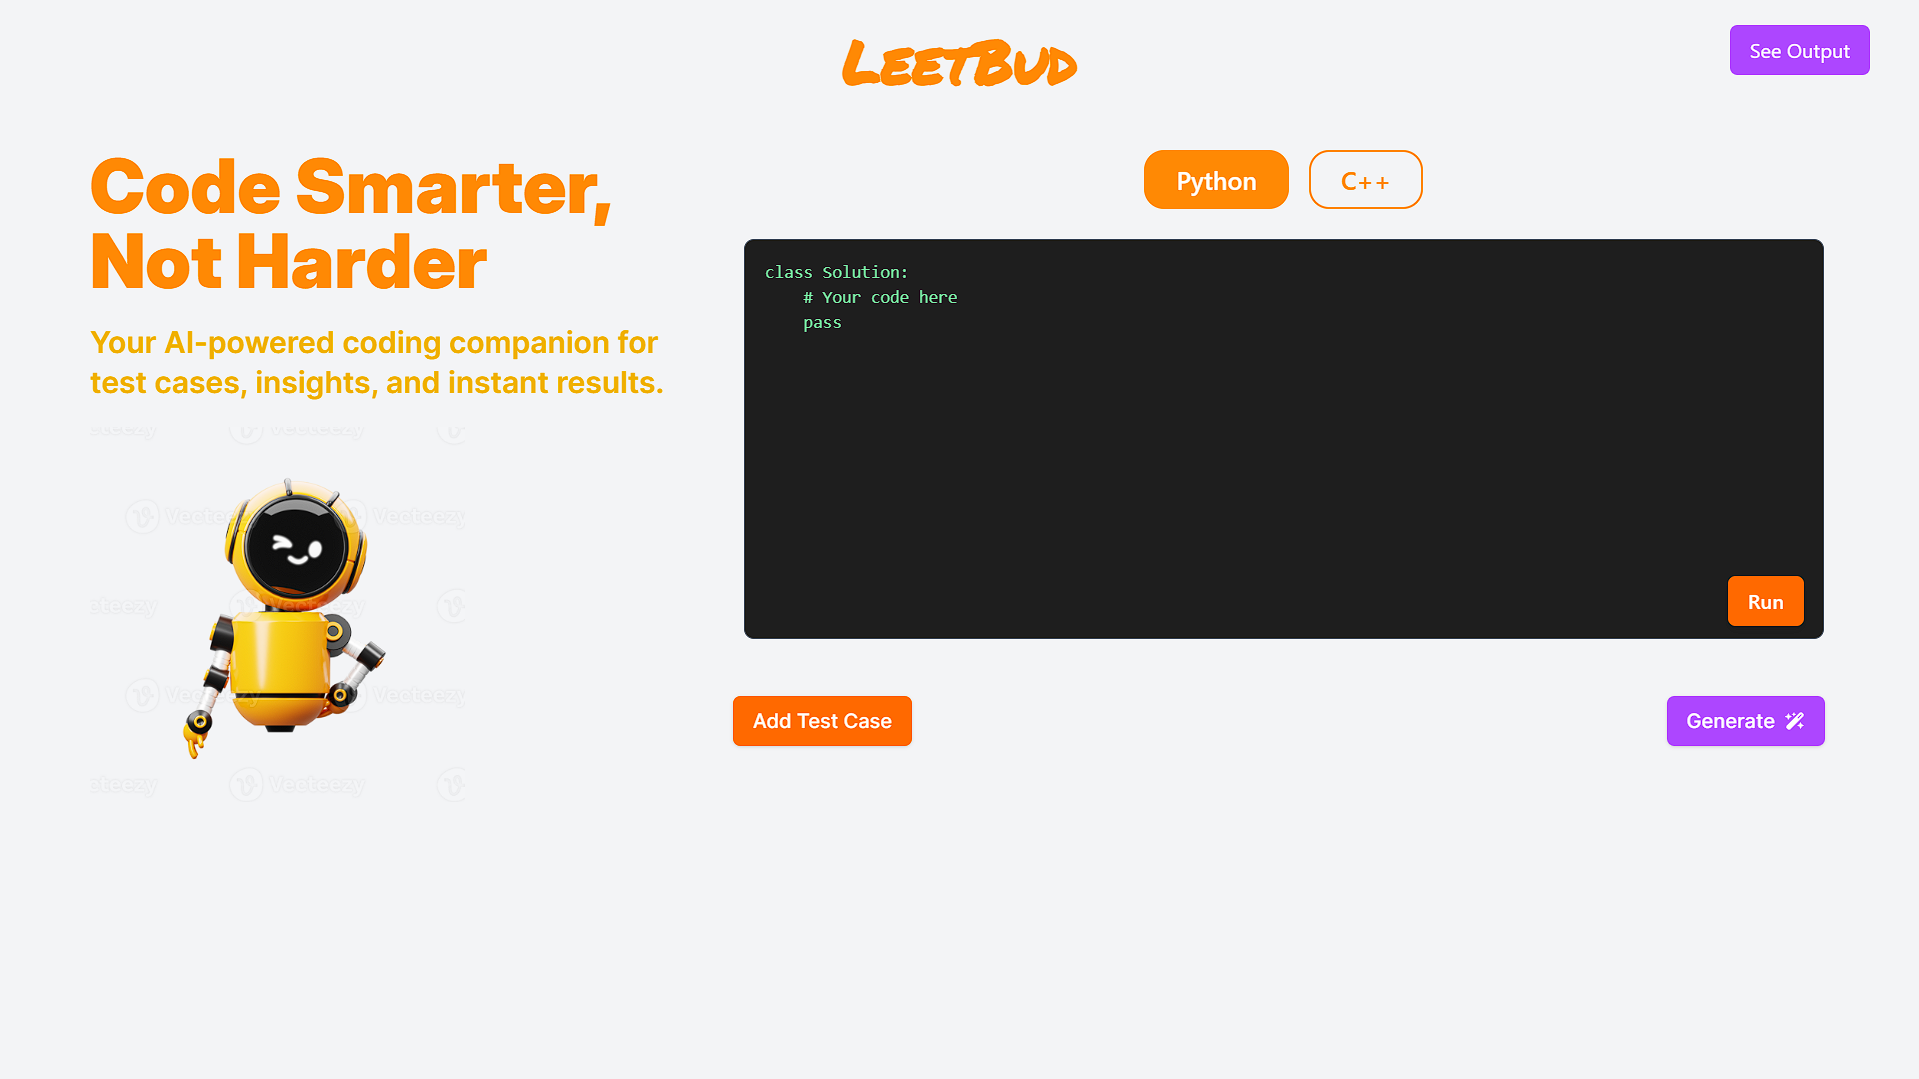 LeetBud
See Output
Code Smarter,
Not Harder
Your AI-powered coding companion for
test cases, insights, and instant results.
Python
C++
class Solution:
    # Your code here
    pass
Run
Add Test Case
Generate
Vecteezy
Vecteezy
Vecteezy
Vecteezy
Vecteezy
Vecteezy